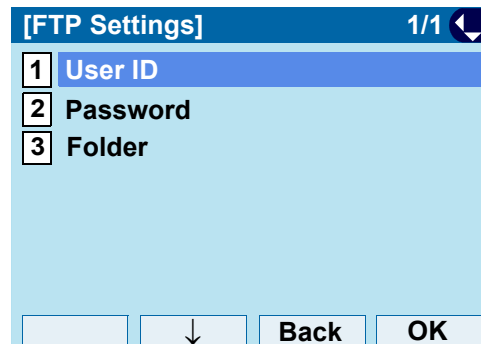 [FTP Settings] 1/1
1 User ID
2 Password
3 Folder
↓ Back OK